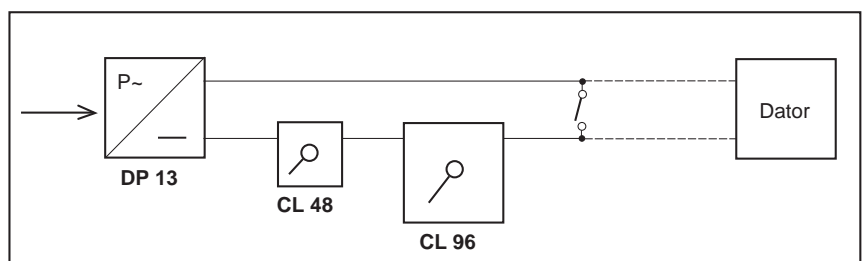 P~
Dator
DP 13
CL 48
CL 96